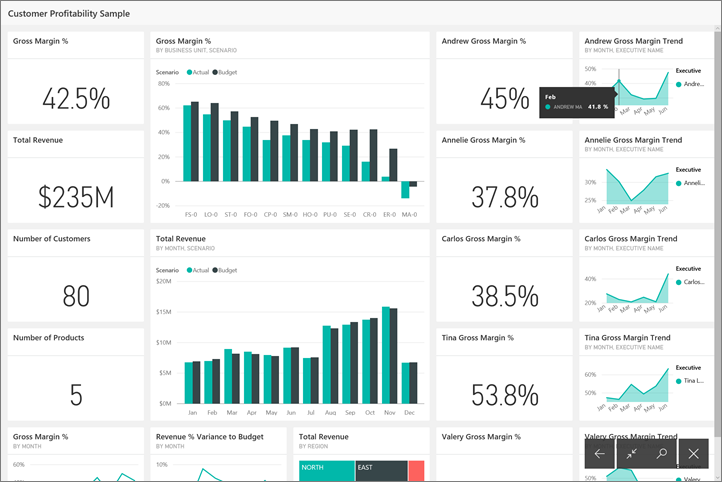 Customer Profitability Sample
Gross Margin %
42.5%
Total Revenue
$235M
Number of Customers
80
Number of Products
5
Gross Margin %
BY BUSINESS UNIT, SCENARIO
Scenario Actual Budget
80%
60%
40%
20%
0%
-20%
FS-0 LO-0 ST-0 FO-0 CP-0 SM-0 HO-0 PU-0 SE-0 CR-0 ER-0 MA-0
Total Revenue
BY MONTH, SCENARIO
Scenario Actual Budget
$20M
$15M
$10M
$5M
$0M
Jan Feb Mar Apr May Jun Jul Aug Sep Oct Nov Dec
Andrew Gross Margin %
45%
Annelie Gross Margin %
37.8%
Carlos Gross Margin %
38.5%
Tina Gross Margin %
53.8%
Andrew Gross Margin Trend
BY MONTH, EXECUTIVE NAME
50%
40%
Mar Apr May Jun
Executive
Andre...
Feb
ANDREW MA 41.8 %
Annelie Gross Margin Trend
BY MONTH, EXECUTIVE NAME
30%
25%
Jan Feb Mar Apr May Jun
Executive
Anneli...
Carlos Gross Margin Trend
BY MONTH, EXECUTIVE NAME
40%
20%
Jan Feb Mar Apr May Jun
Executive
Carlos...
Tina Gross Margin Trend
BY MONTH, EXECUTIVE NAME
60%
50%
Jan Feb Mar Apr May Jun
Executive
Tina L...
Gross Margin %
BY MONTH
60%
Revenue % Variance to Budget
BY MONTH
10%
Total Revenue
BY REGION
NORTH
EAST
Valery Gross Margin %
Valery Gross Margin Trend
BY MONTH, EXECUTIVE NAME
Valery